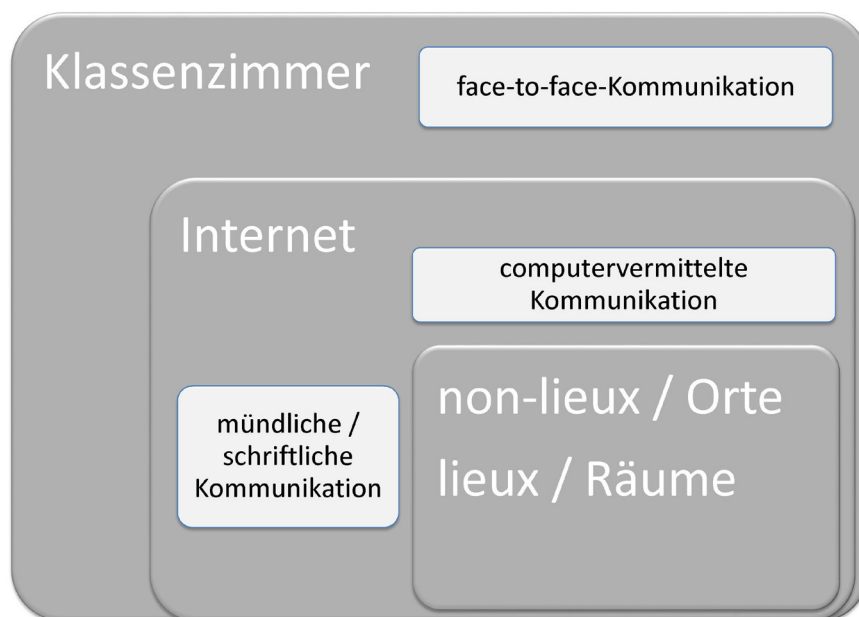 Klassenzimmer
face-to-face-Kommunikation
Internet
computervermittelte
Kommunikation
mündliche /
schriftliche
Kommunikation
non-lieux / Orte
lieux / Räume